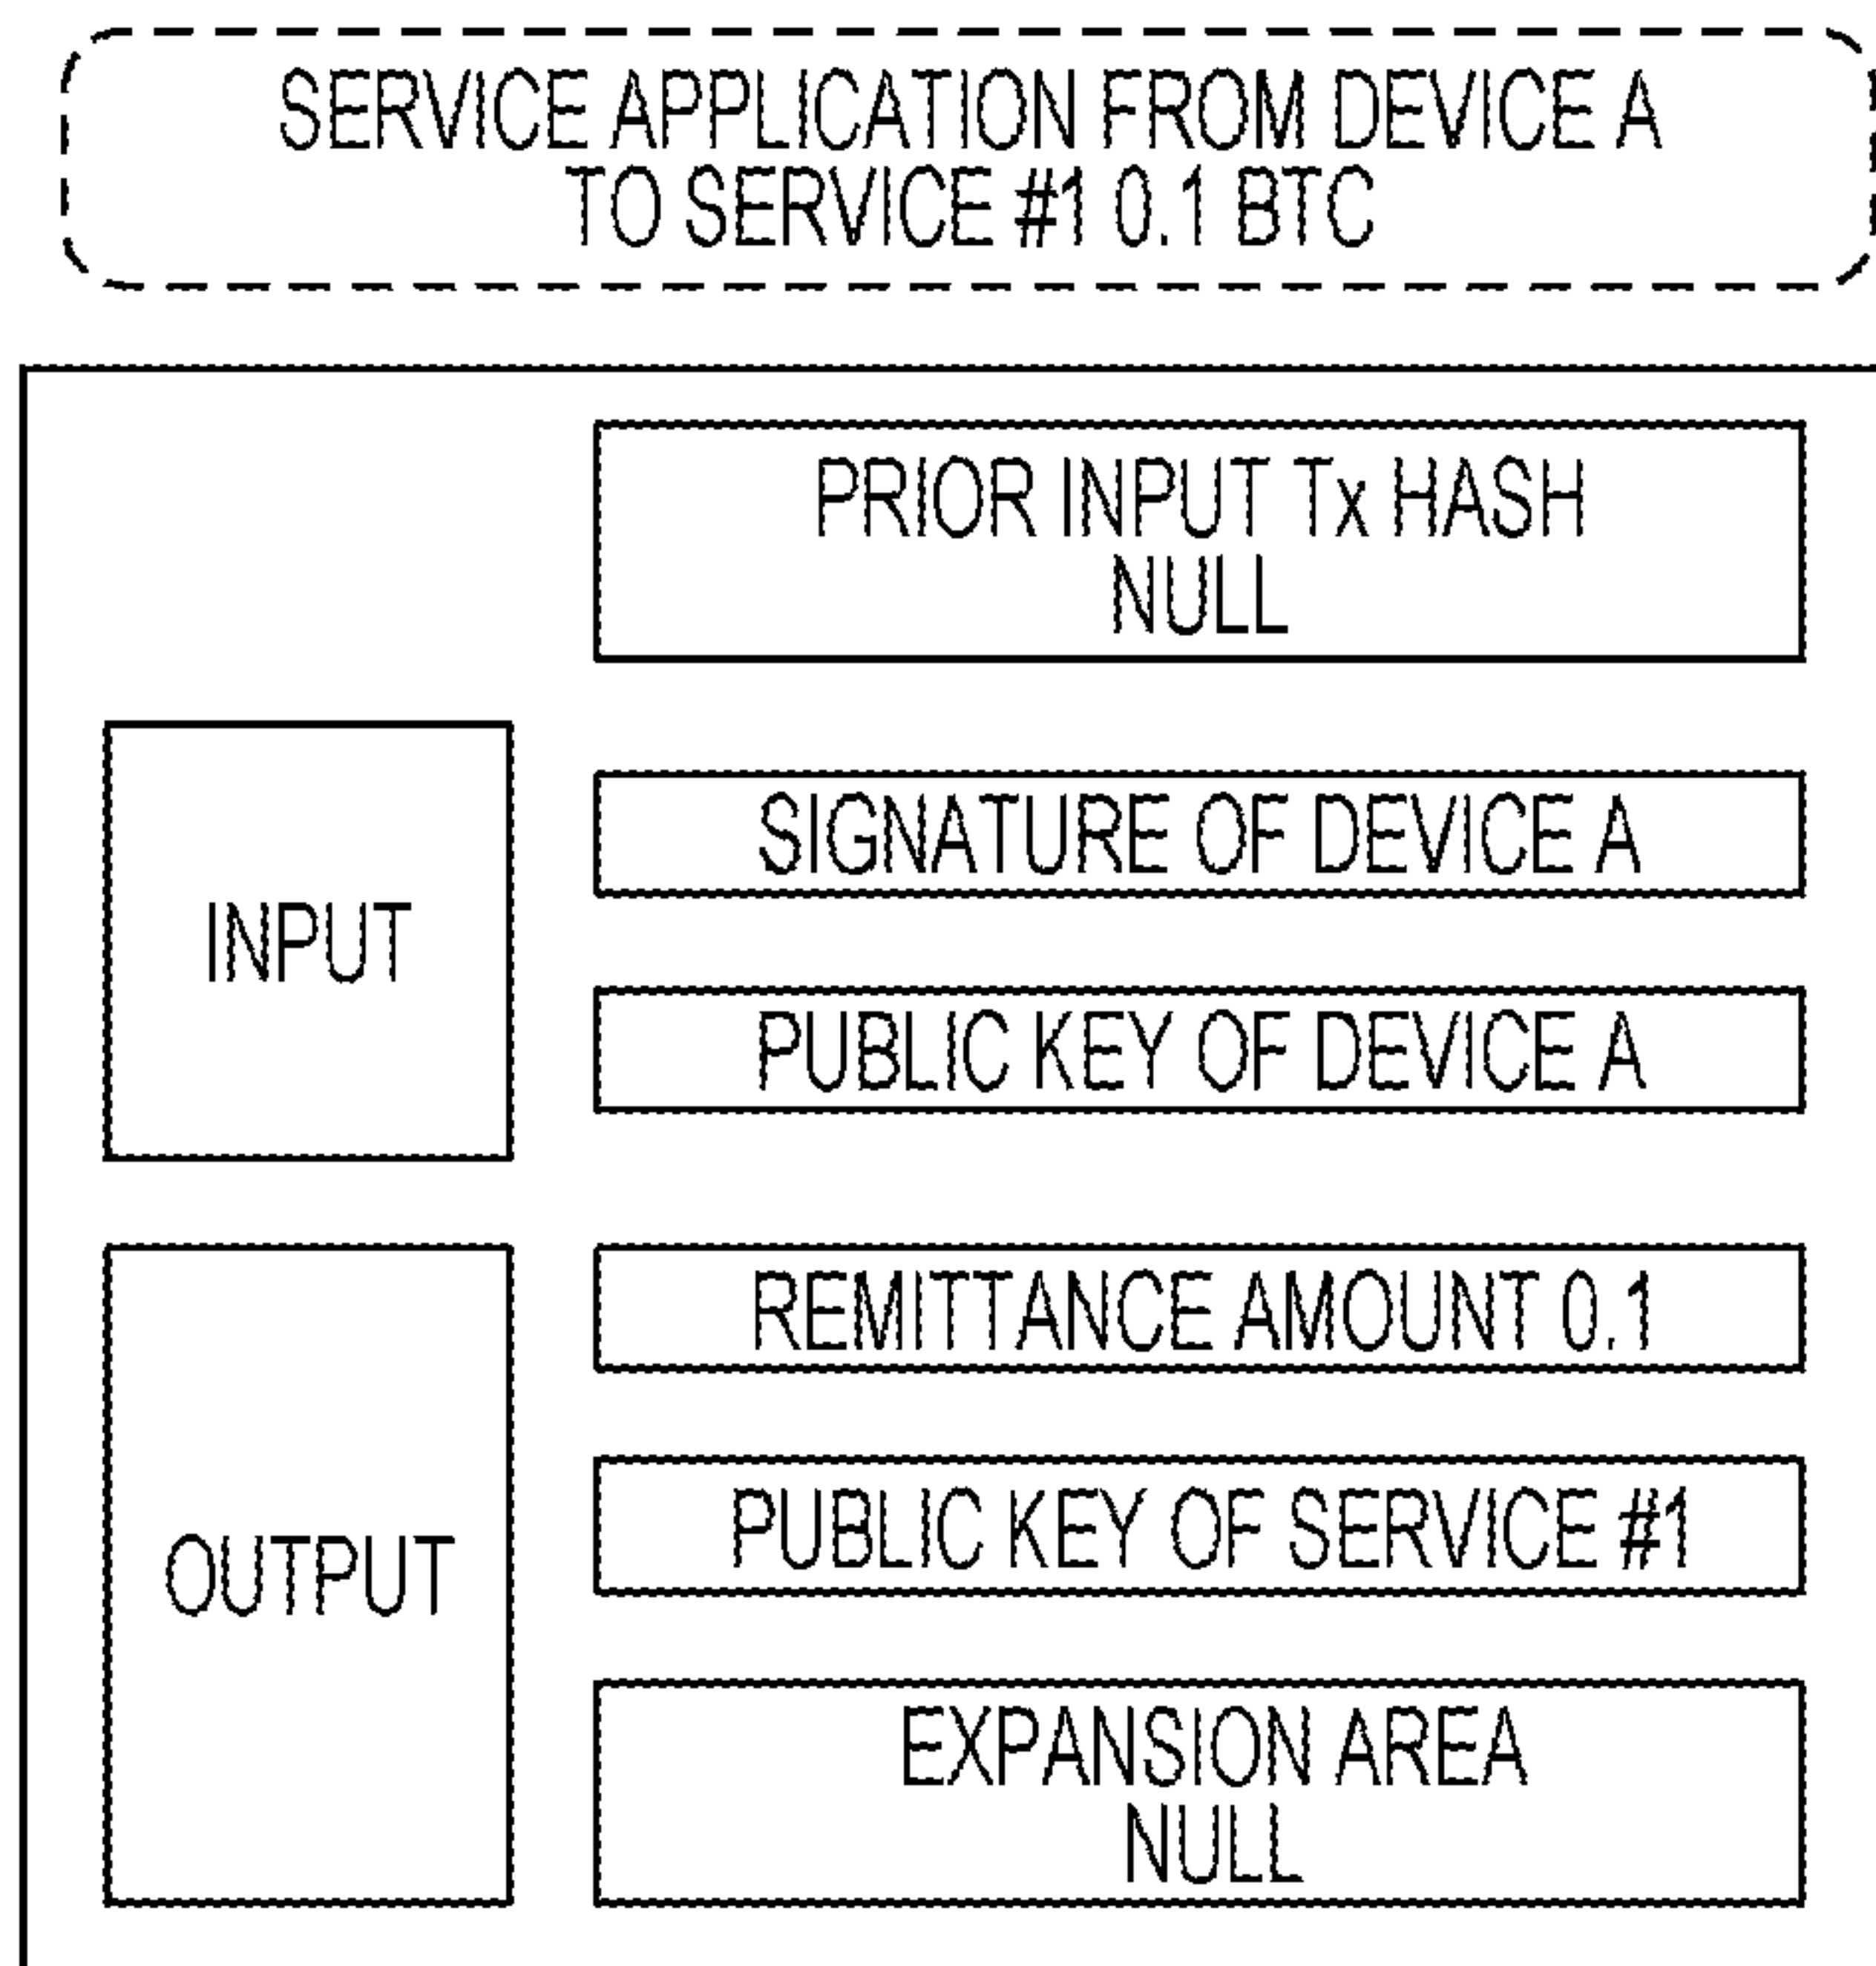 SERVICE APPLICATION FROM DEVICE A
TO SERVICE #1 0.1 BTC
PRIOR INPUT Tx HASH
NULL
INPUT
SIGNATURE OF DEVICE A
PUBLIC KEY OF DEVICE A
OUTPUT
REMITTANCE AMOUNT 0.1
PUBLIC KEY OF SERVICE #1
EXPANSION AREA
NULL